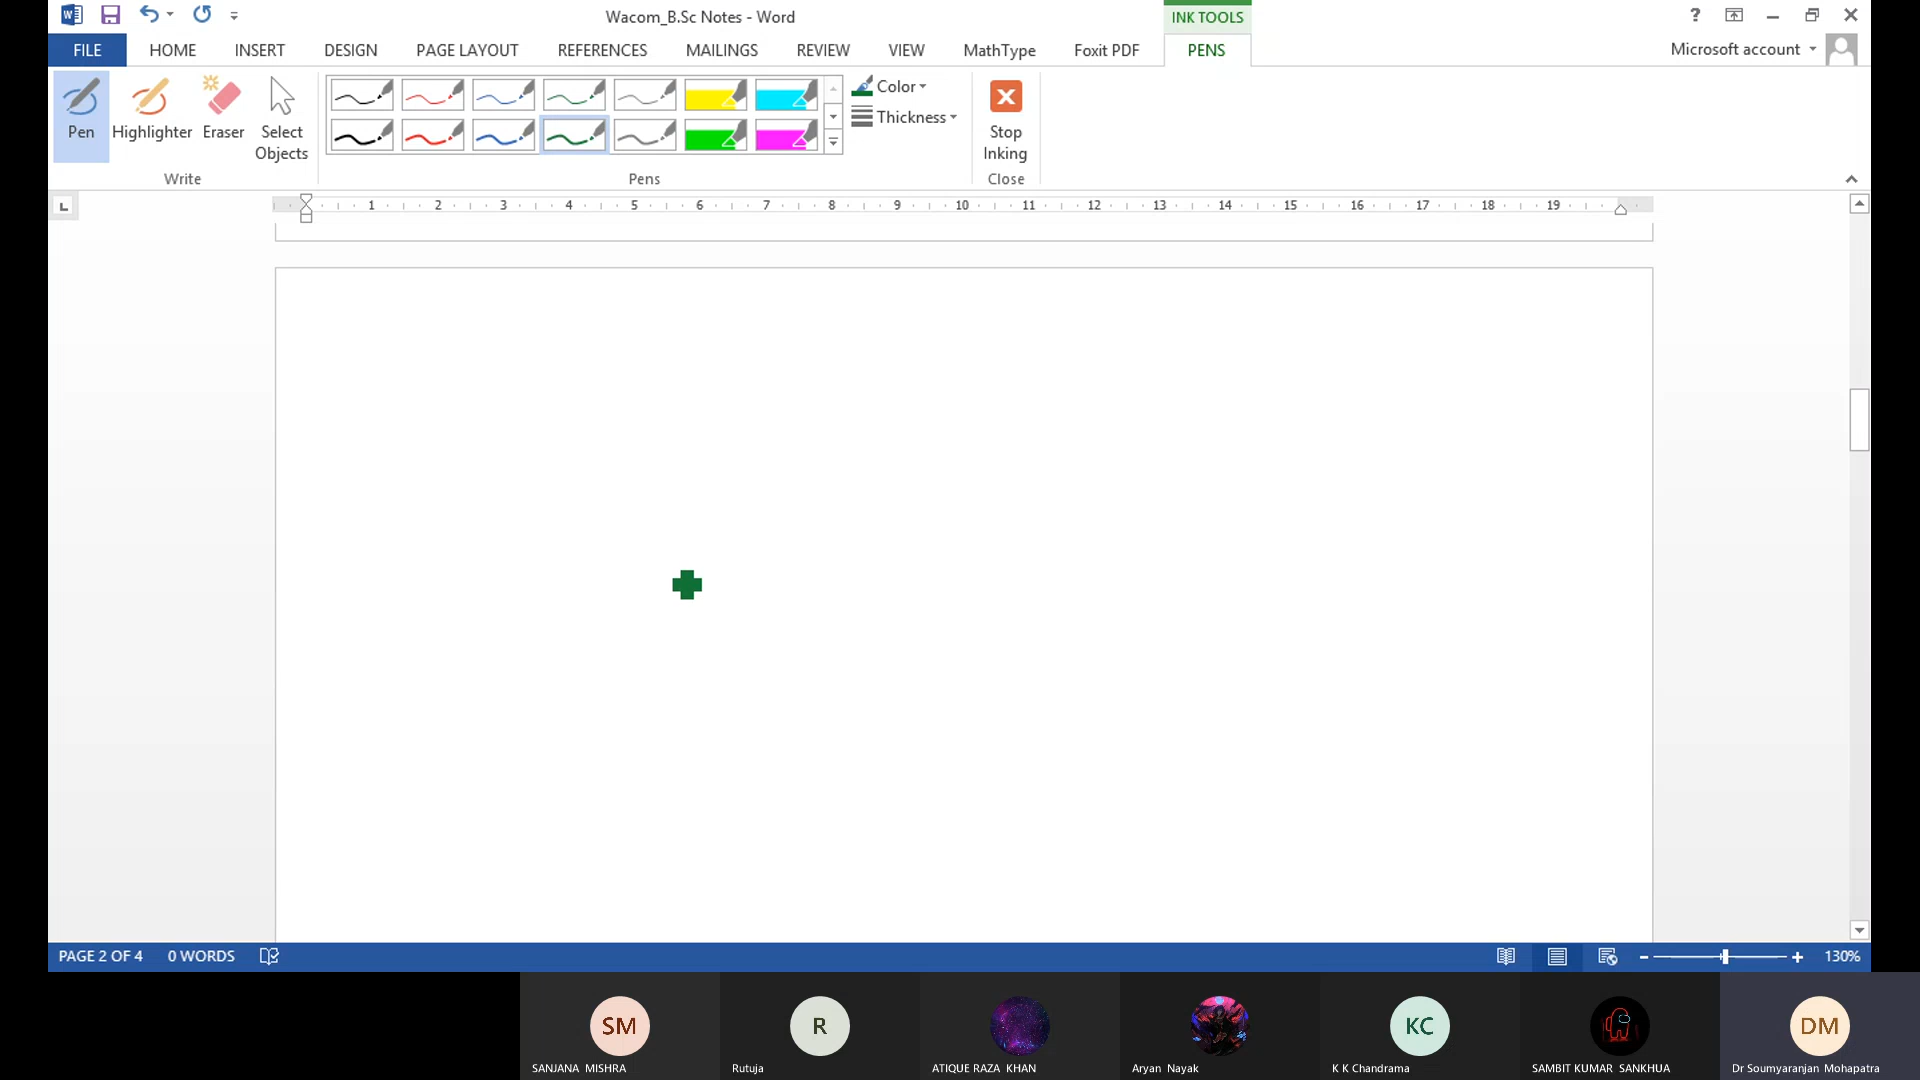 Wacom_B.Sc Notes - Word
INK TOOLS
?
FILE
HOME
INSERT
DESIGN
PAGE LAYOUT
REFERENCES
MAILINGS
REVIEW
VIEW
MathType
Foxit PDF
PENS
Microsoft account
Pen
Highlighter
Eraser
Select
Objects
Color
Thickness
Stop
Inking
Write
Pens
Close
1 2 3 4 5 6 7 8 9 10 11 12 13 14 15 16 17 18 19
PAGE 2 OF 4
0 WORDS
130%
SM
R
KC
DM
SANJANA MISHRA
Rutuja
ATIQUE RAZA KHAN
Aryan Nayak
K K Chandrama
SAMBIT KUMAR SANKHUA
Dr Soumyaranjan Mohapatra